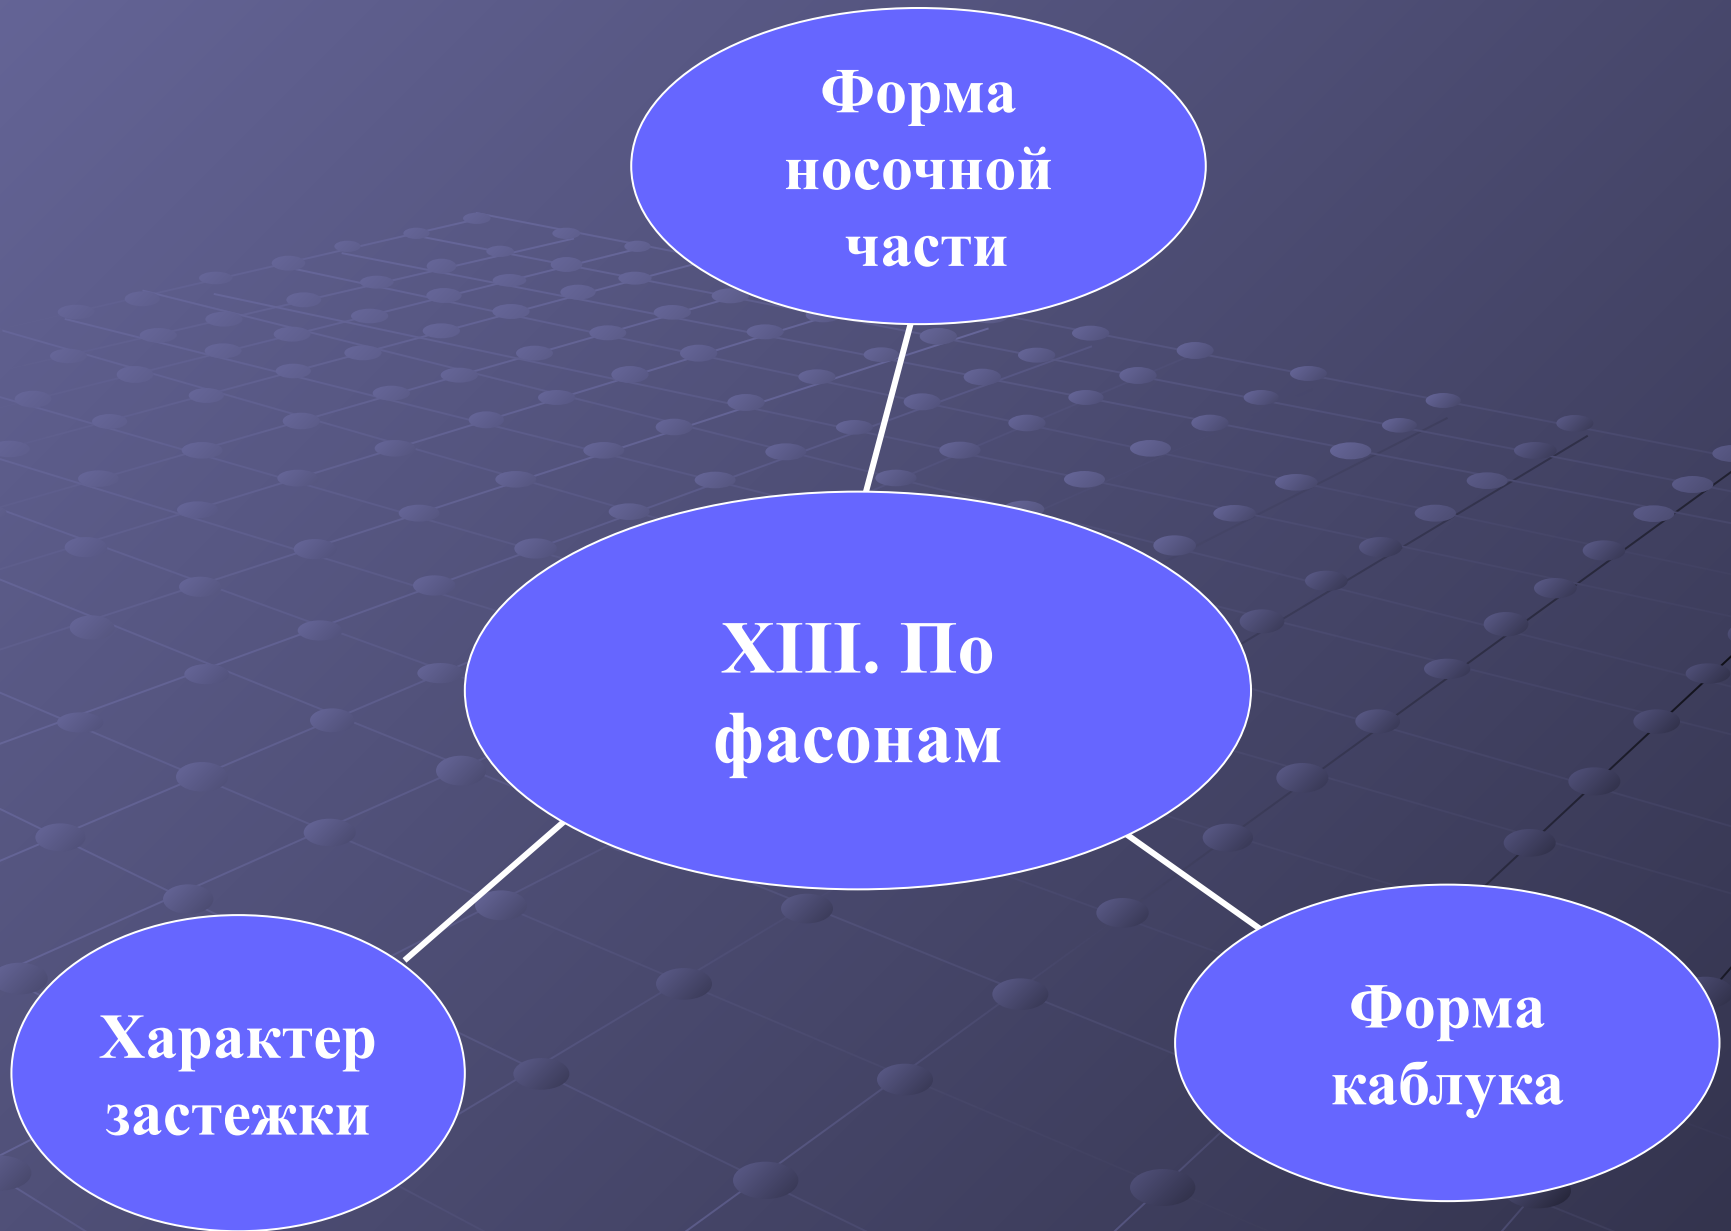 Форма
носочной
части
XIII. По
фасонам
Характер
застежки
Форма
каблука